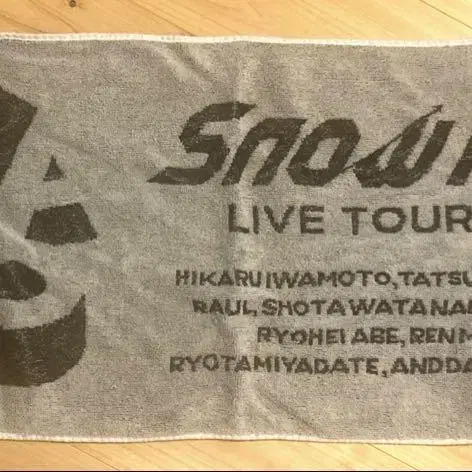 Snow
LIVE TOUR
HIKARU IWAMOTO, TATSU
RAUL, SHOTA WATANA
RYOHEI ABE, REN M
RYOTA MIYADATE, AND DA